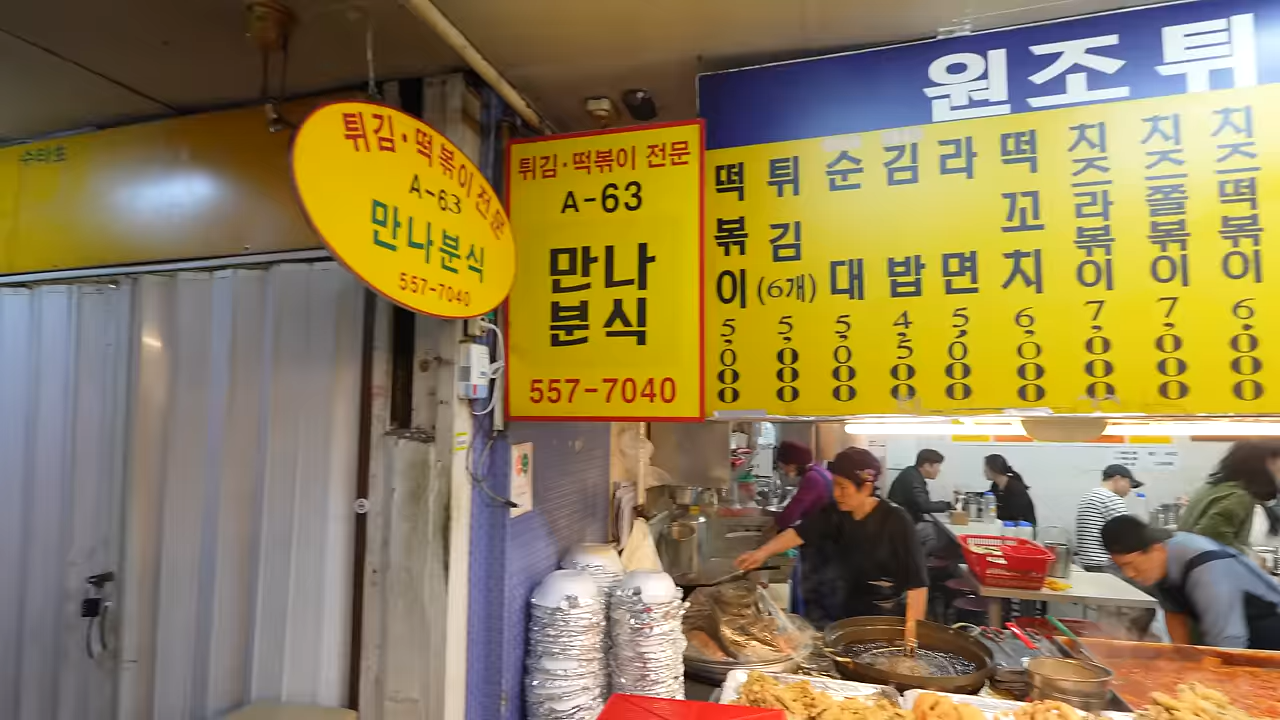 튀김·떡볶이 전문
A-63
만나분식
557-7040
튀김·떡볶이 전문
A-63
만나
분식
557-7040
원조튀
떡볶이 5,000
튀김(6개) 5,000
순대 5,000
김밥 4,500
라면 5,000
떡꼬치 6,000
치즈라볶이 7,000
치즈쫄볶이 7,000
치즈떡볶이 6,000